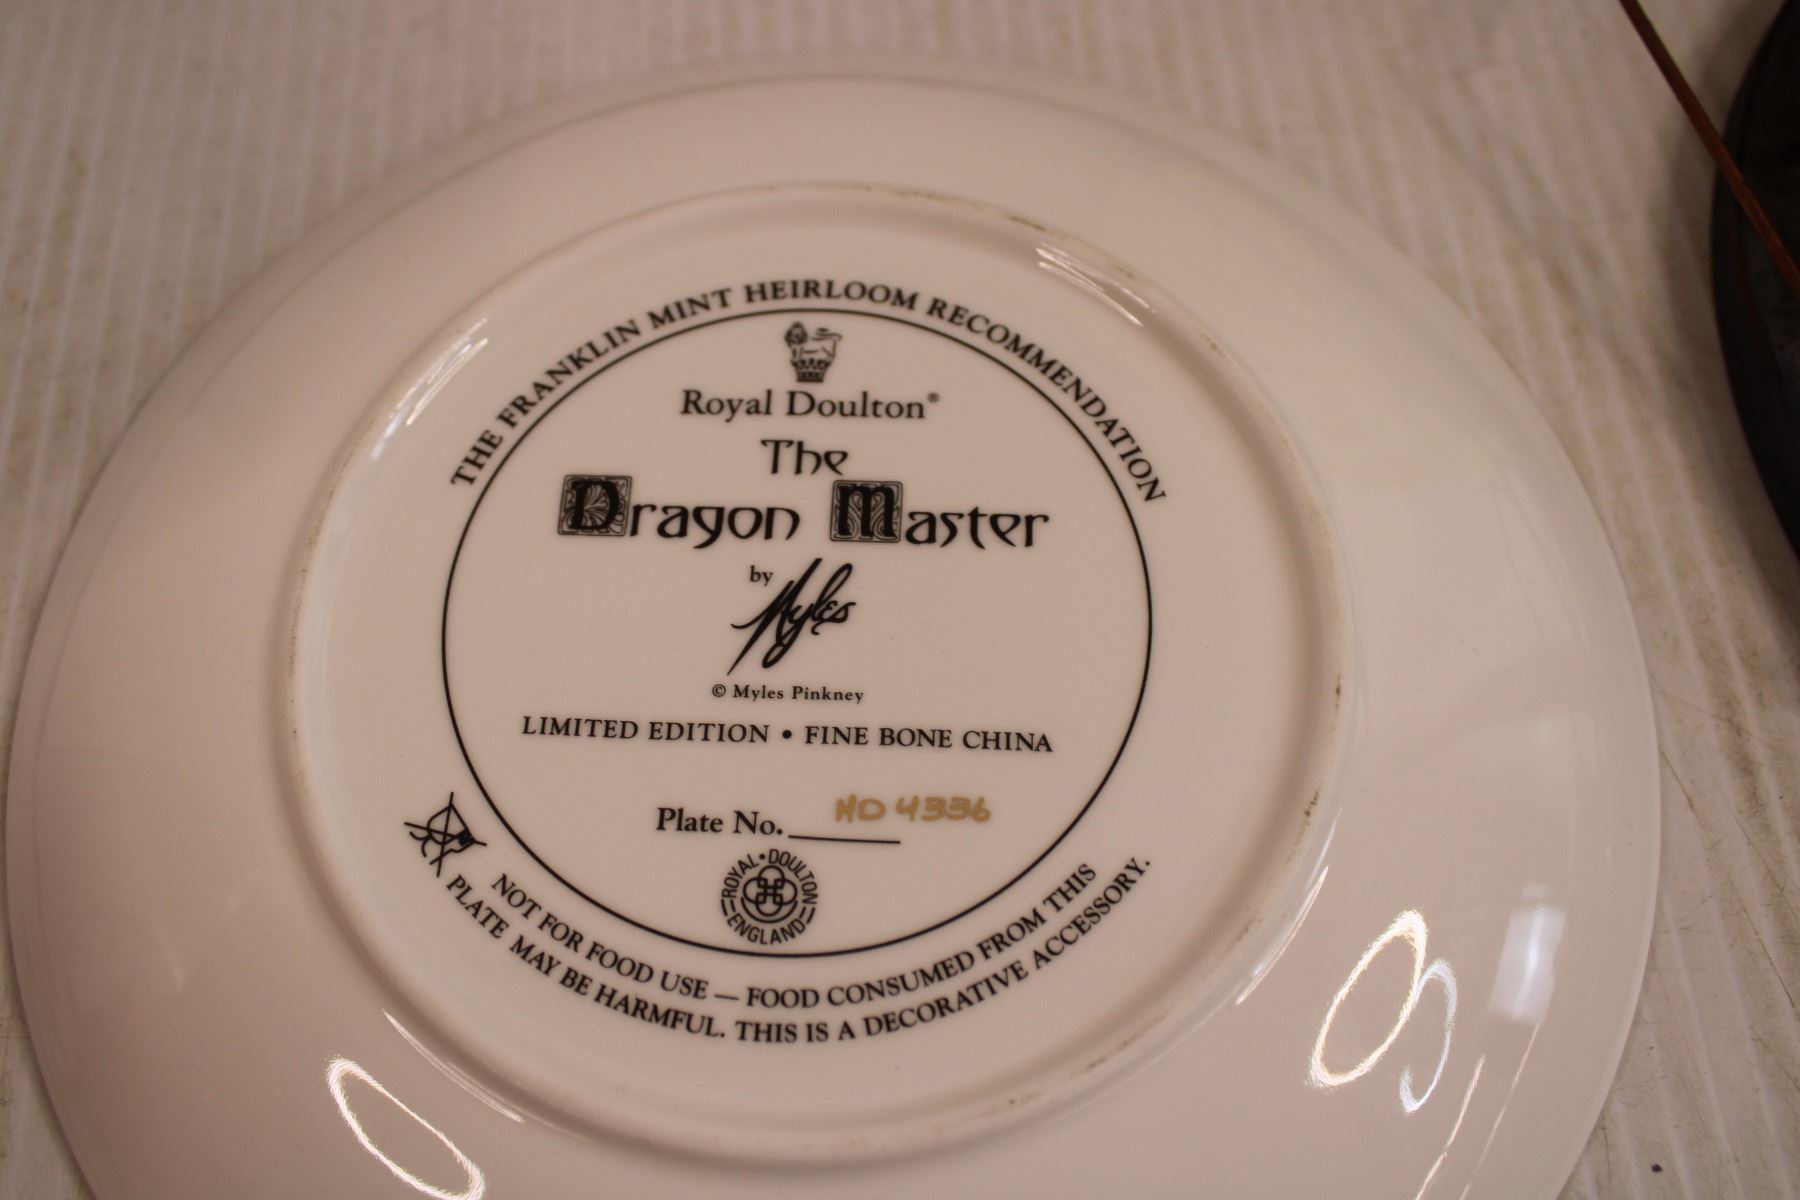 THE FRANKLIN MINT HEIRLOOM RECOMMENDATION
Royal Doulton®
The
Dragon Master
by Myles
© Myles Pinkney
LIMITED EDITION • FINE BONE CHINA
Plate No. HD 4336
ROYAL • DOULTON
ENGLAND
NOT FOR FOOD USE — FOOD CONSUMED FROM THIS
PLATE MAY BE HARMFUL. THIS IS A DECORATIVE ACCESSORY.